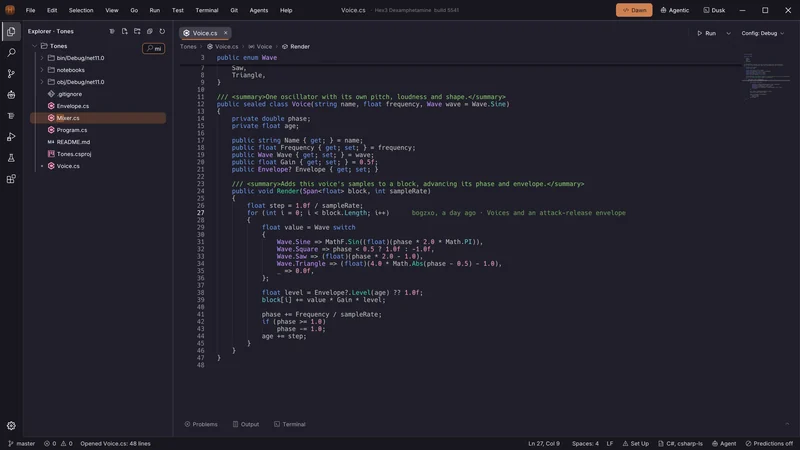 File Edit Selection View Go Run Test Terminal Git Agents Help
Voice.cs
Hex3 Dexamphetamine build 5541
Dawn
Agentic
Dusk
Explorer · Tones
Voice.cs ×
Run
Config: Debug
Tones
mi
Tones > Voice.cs > Voice > Render
bin/Debug/net11.0
notebooks
obj/Debug/net11.0
.gitignore
Envelope.cs
Mixer.cs
Program.cs
README.md
Tones.csproj
Voice.cs
3 public enum Wave
7 Saw,
8 Triangle,
9 }
10
11 /// <summary>One oscillator with its own pitch, loudness and shape.</summary>
12 public sealed class Voice(string name, float frequency, Wave wave = Wave.Sine)
13 {
14 private double phase;
15 private float age;
16
17 public string Name { get; } = name;
18 public float Frequency { get; set; } = frequency;
19 public Wave Wave { get; set; } = wave;
20 public float Gain { get; set; } = 0.5f;
21 public Envelope? Envelope { get; set; }
22
23 /// <summary>Adds this voice's samples to a block, advancing its phase and envelope.</summary>
24 public void Render(Span<float> block, int sampleRate)
25 {
26 float step = 1.0f / sampleRate;
27 for (int i = 0; i < block.Length; i++) bogzxo, a day ago · Voices and an attack-release envelope
28 {
29 float value = Wave switch
30 {
31 Wave.Sine => MathF.Sin((float)(phase * 2.0 * Math.PI)),
32 Wave.Square => phase < 0.5 ? 1.0f : -1.0f,
33 Wave.Saw => (float)(phase * 2.0 - 1.0),
34 Wave.Triangle => (float)(4.0 * Math.Abs(phase - 0.5) - 1.0),
35 _ => 0.0f,
36 };
37
38 float level = Envelope?.Level(age) ?? 1.0f;
39 block[i] += value * Gain * level;
40
41 phase += Frequency / sampleRate;
42 if (phase >= 1.0)
43 phase -= 1.0;
44 age += step;
45 }
46 }
47 }
48
Problems
Output
Terminal
master
0
0
Opened Voice.cs: 48 lines
Ln 27, Col 9
Spaces: 4
LF
Set Up
C#, csharp-ls
Agent
Predictions off